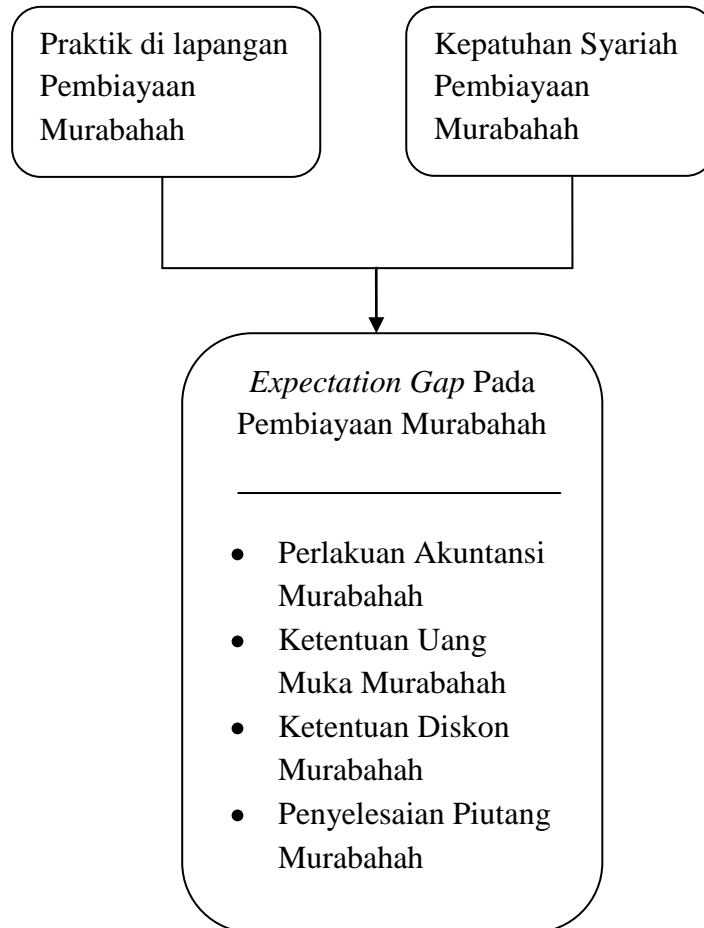 Praktik di lapangan
Pembiayaan
Murabahah
Kepatuhan Syariah
Pembiayaan
Murabahah
Expectation Gap Pada
Pembiayaan Murabahah
• Perlakuan Akuntansi
Murabahah
• Ketentuan Uang
Muka Murabahah
• Ketentuan Diskon
Murabahah
• Penyelesaian Piutang
Murabahah